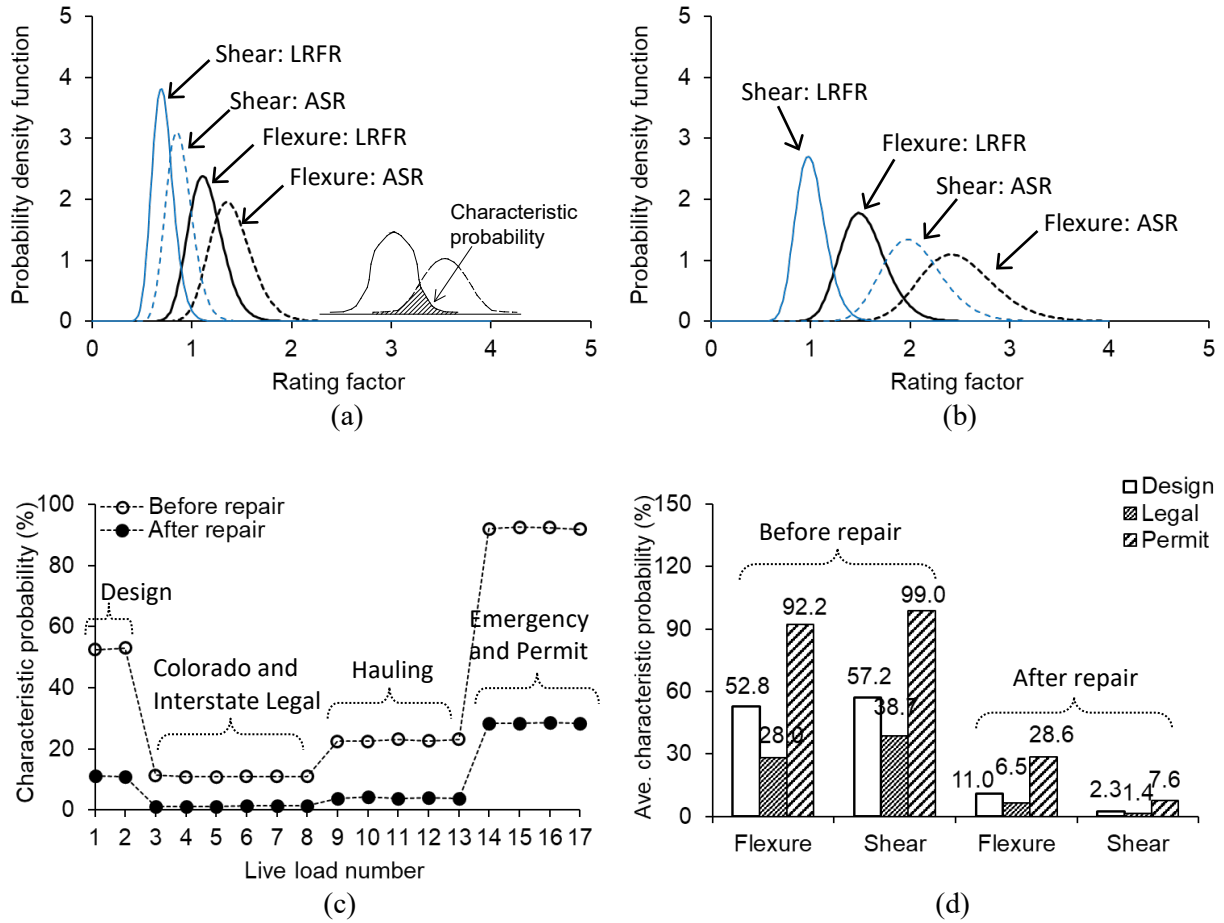 5
4
3
2
1
0
Probability density function
Shear: LRFR
Shear: ASR
Flexure: LRFR
Flexure: ASR
Characteristic
probability
0 1 2 3 4 5
Rating factor
(a)
5
4
3
2
1
0
Probability density function
Shear: LRFR
Flexure: LRFR
Shear: ASR
Flexure: ASR
0 1 2 3 4 5
Rating factor
(b)
100
80
60
40
20
0
Characteristic probability (%)
Before repair
After repair
Design
Colorado and
Interstate Legal
Hauling
Emergency
and Permit
1 2 3 4 5 6 7 8 9 10 11 12 13 14 15 16 17
Live load number
(c)
150
120
90
60
30
0
Ave. characteristic probability (%)
Design
Legal
Permit
Before repair
After repair
52.8 28.0 92.2 57.2 38.7 99.0 11.0 6.5 28.6 2.3 1.4 7.6
Flexure Shear Flexure Shear
(d)